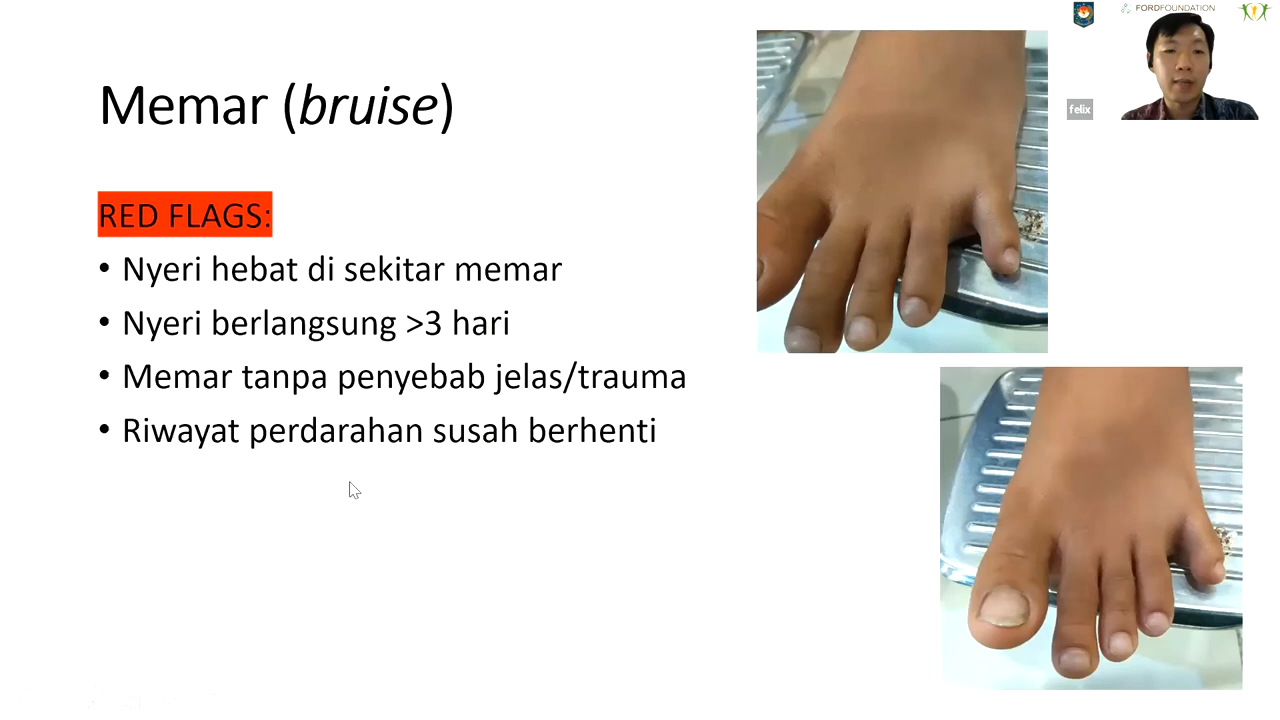 FORDFOUNDATION
felix
Memar (bruise)
RED FLAGS:
• Nyeri hebat di sekitar memar
• Nyeri berlangsung >3 hari
• Memar tanpa penyebab jelas/trauma
• Riwayat perdarahan susah berhenti